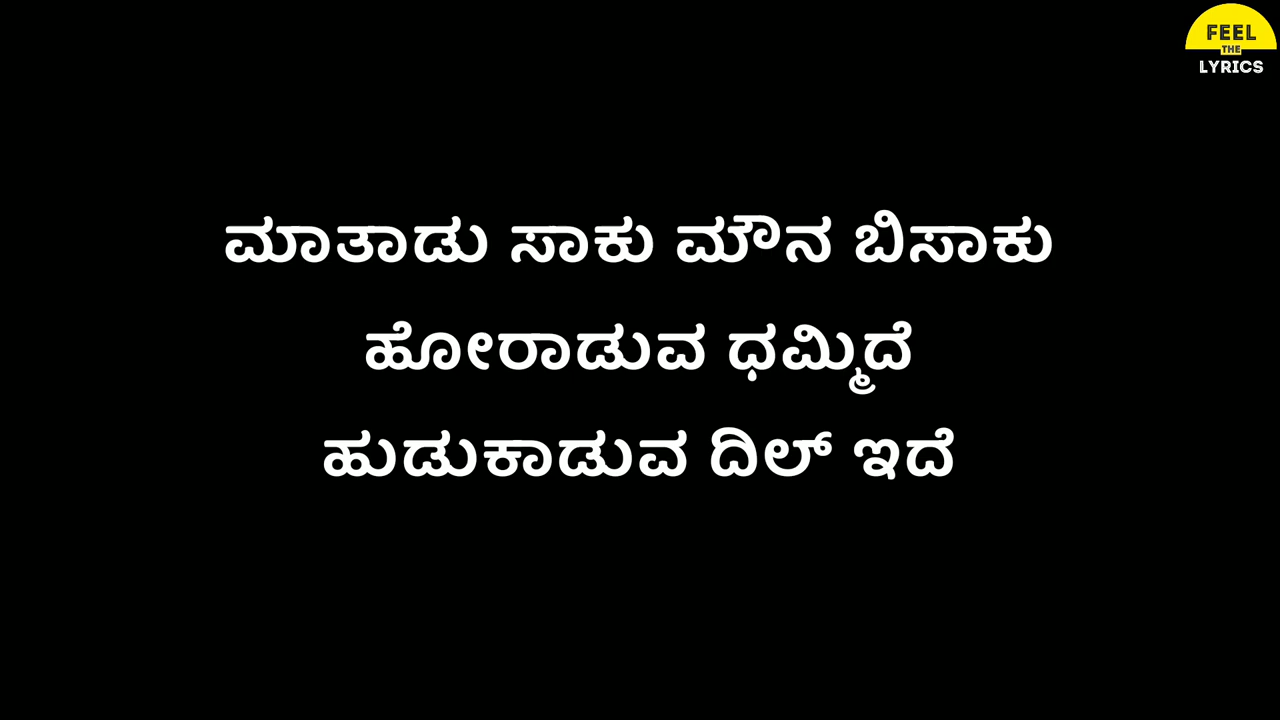 FEEL
THE
LYRICS
ಮಾತಾಡು ಸಾಕು ಮೌನ ಬಿಸಾಕು
ಹೋರಾಡುವ ಧಮ್ಮಿದೆ
ಹುಡುಕಾಡುವ ದಿಲ್ ಇದೆ